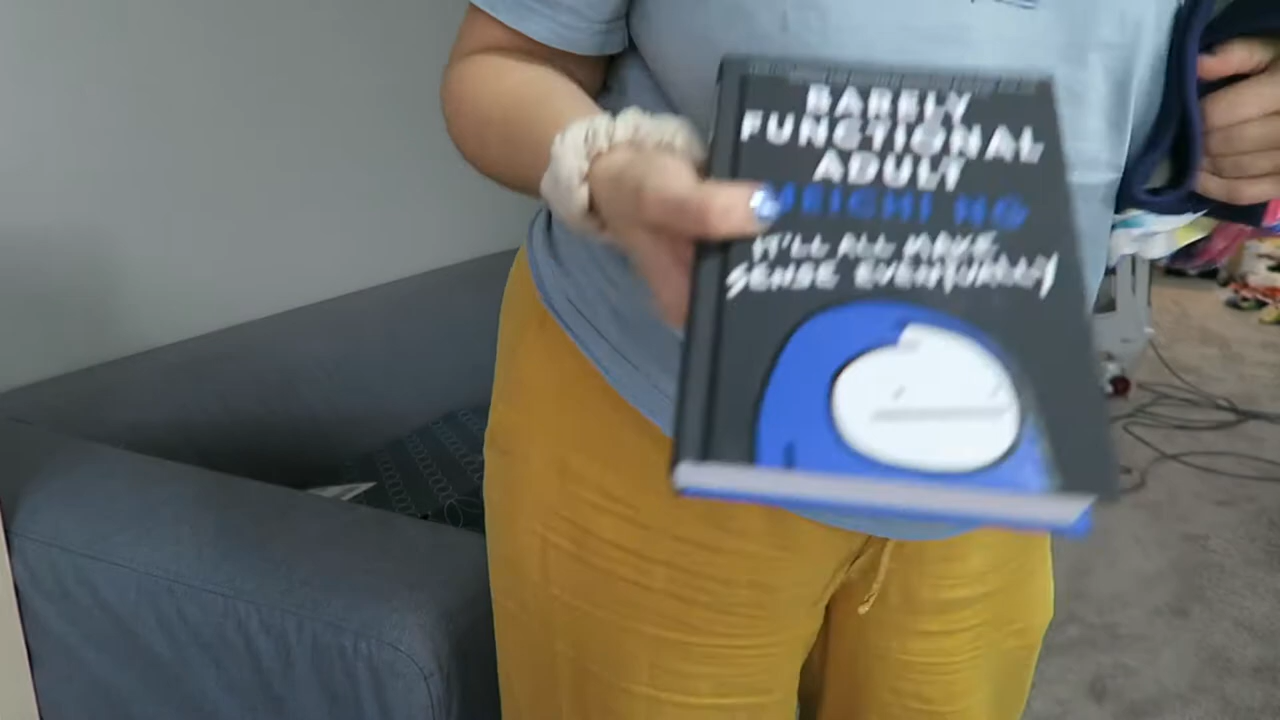 BARELY
FUNCTIONAL
ADULT
MEICHI NG
IT'LL ALL MAKE
SENSE EVENTUALLY